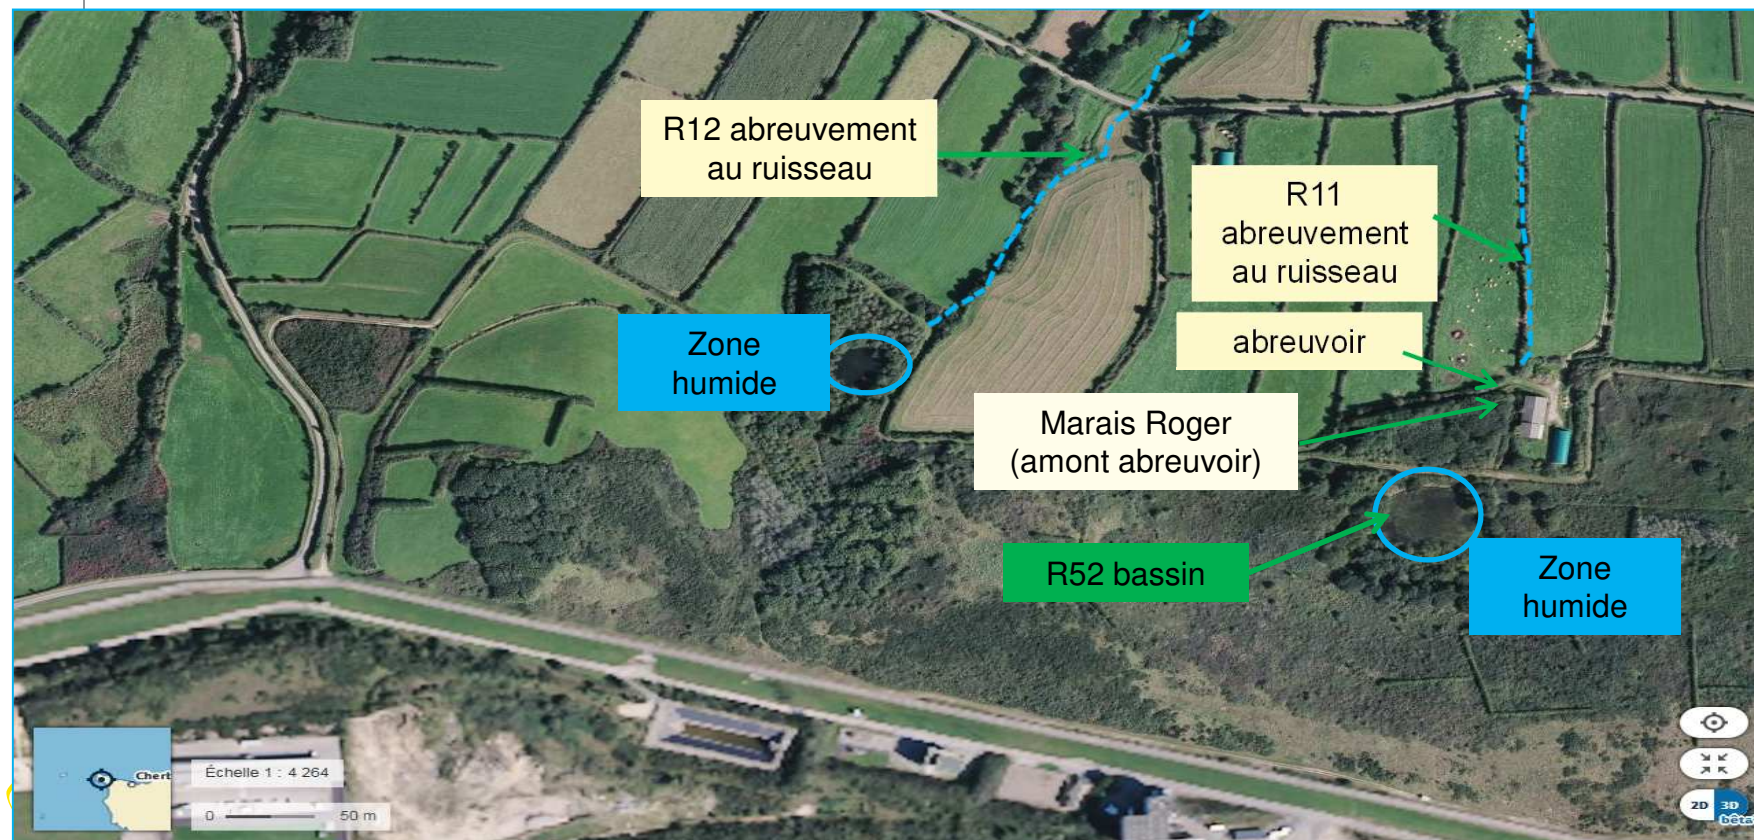 R12 abreuvement
au ruisseau
R11
abreuvement
au ruisseau
Zone
humide
abreuvoir
Marais Roger
(amont abreuvoir)
R52 bassin
Zone
humide
Chert
Échelle 1 : 4 264
0 50 m
2D 3D
bêta